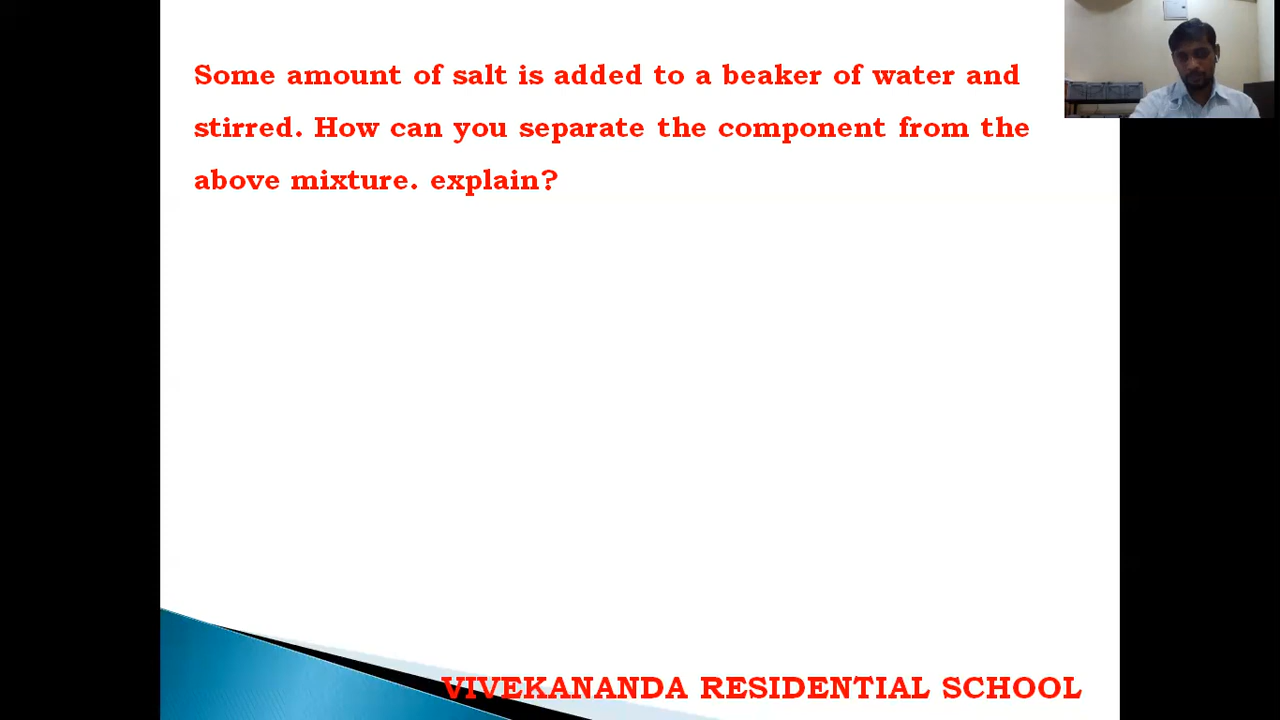 Some amount of salt is added to a beaker of water and
stirred. How can you separate the component from the
above mixture. explain?
VIVEKANANDA RESIDENTIAL SCHOOL